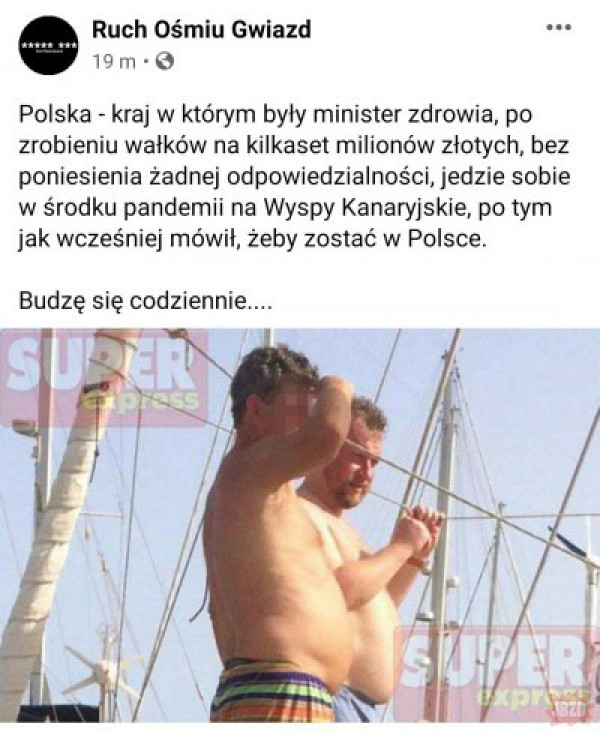 Ruch Ośmiu Gwiazd
***** ***
19 m
Polska - kraj w którym były minister zdrowia, po
zrobieniu wałków na kilkaset milionów złotych, bez
poniesienia żadnej odpowiedzialności, jedzie sobie
w środku pandemii na Wyspy Kanaryjskie, po tym
jak wcześniej mówił, żeby zostać w Polsce.
Budzę się codziennie....
SUPER
express
SUPER
express
JBZD